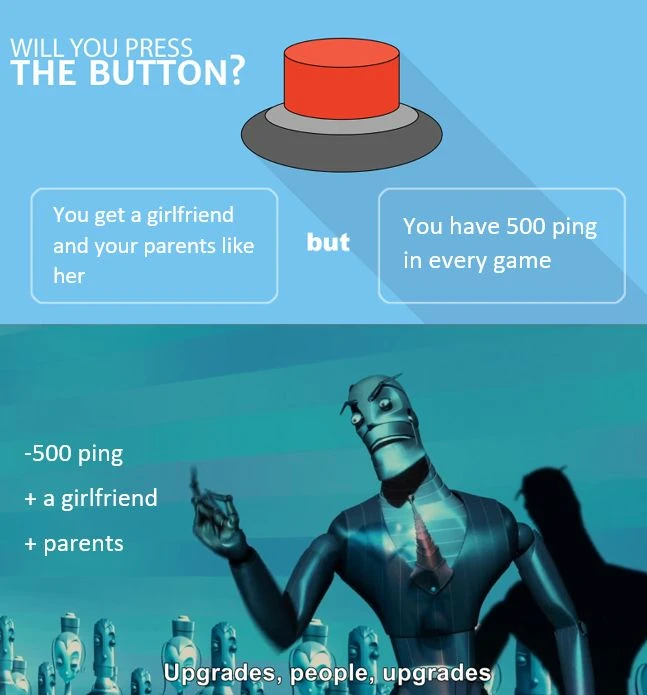 WILL YOU PRESS
THE BUTTON?
You get a girlfriend
and your parents like
her
but
You have 500 ping
in every game
-500 ping
+ a girlfriend
+ parents
Upgrades, people, upgrades